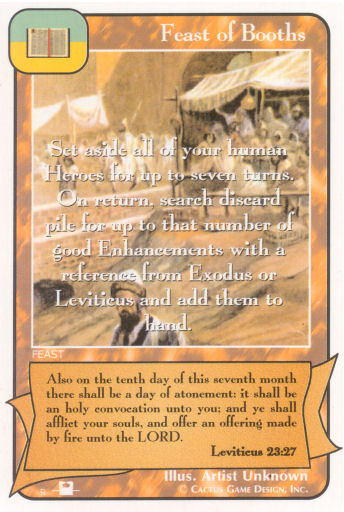 Feast of Booths
Set aside all of your human
Heroes for up to seven turns.
On return, search discard
pile for up to that number of
good Enhancements with a
reference from Exodus or
Leviticus and add them to
hand.
FEAST
Also on the tenth day of this seventh month
there shall be a day of atonement: it shall be
an holy convocation unto you; and ye shall
afflict your souls, and offer an offering made
by fire unto the LORD.
Leviticus 23:27
Illus. Artist Unknown
© CACTUS GAME DESIGN, INC.